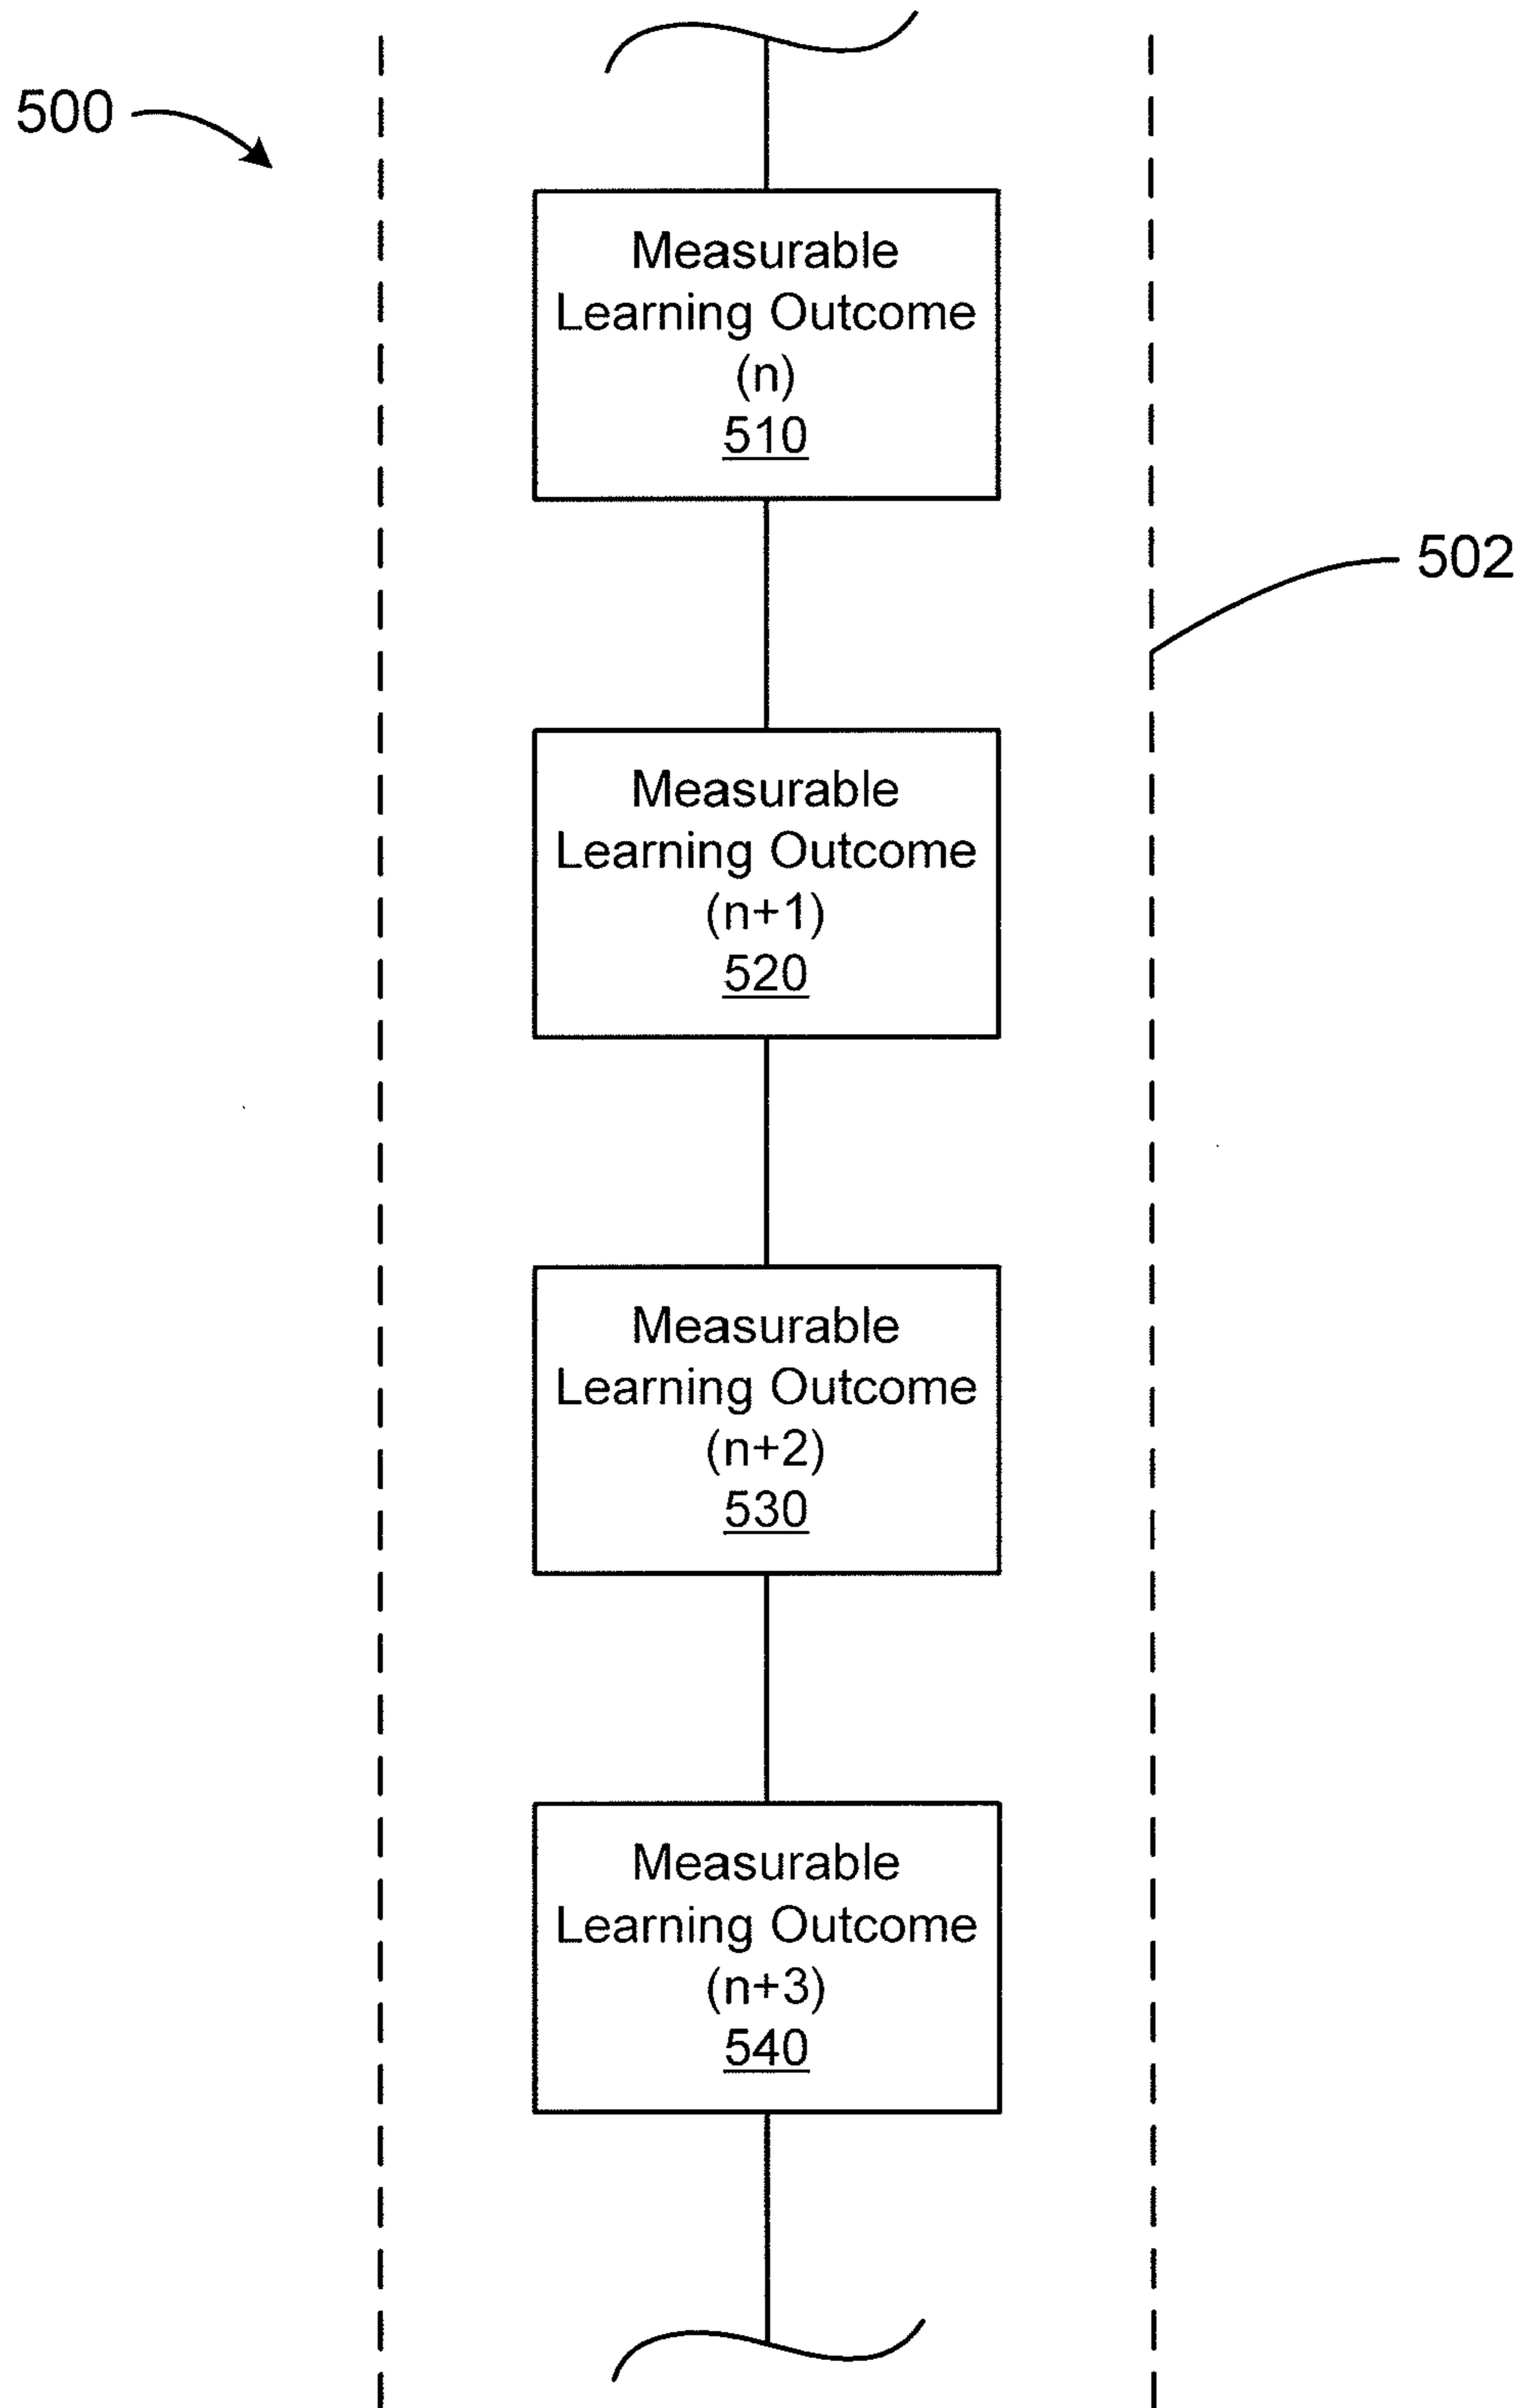 500
Measurable
Learning Outcome
(n)
510
502
Measurable
Learning Outcome
(n+1)
520
Measurable
Learning Outcome
(n+2)
530
Measurable
Learning Outcome
(n+3)
540